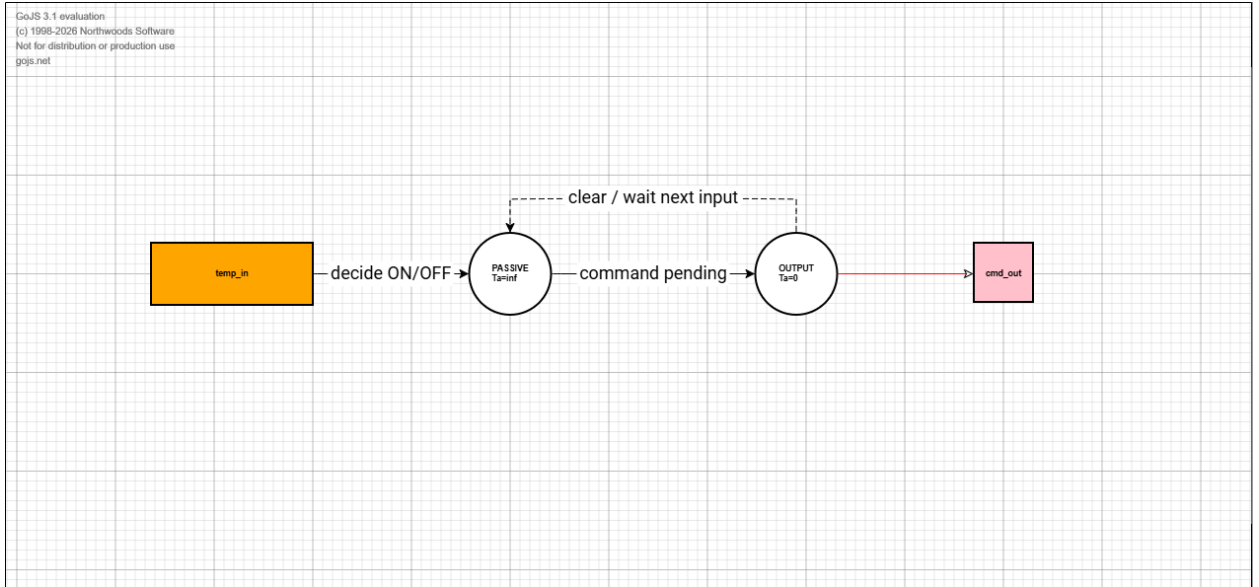 GoJS 3.1 evaluation
(c) 1998-2026 Northwoods Software
Not for distribution or production use
gojs.net
clear / wait next input
temp_in
decide ON/OFF
PASSIVE
Ta=inf
command pending
OUTPUT
Ta=0
cmd_out